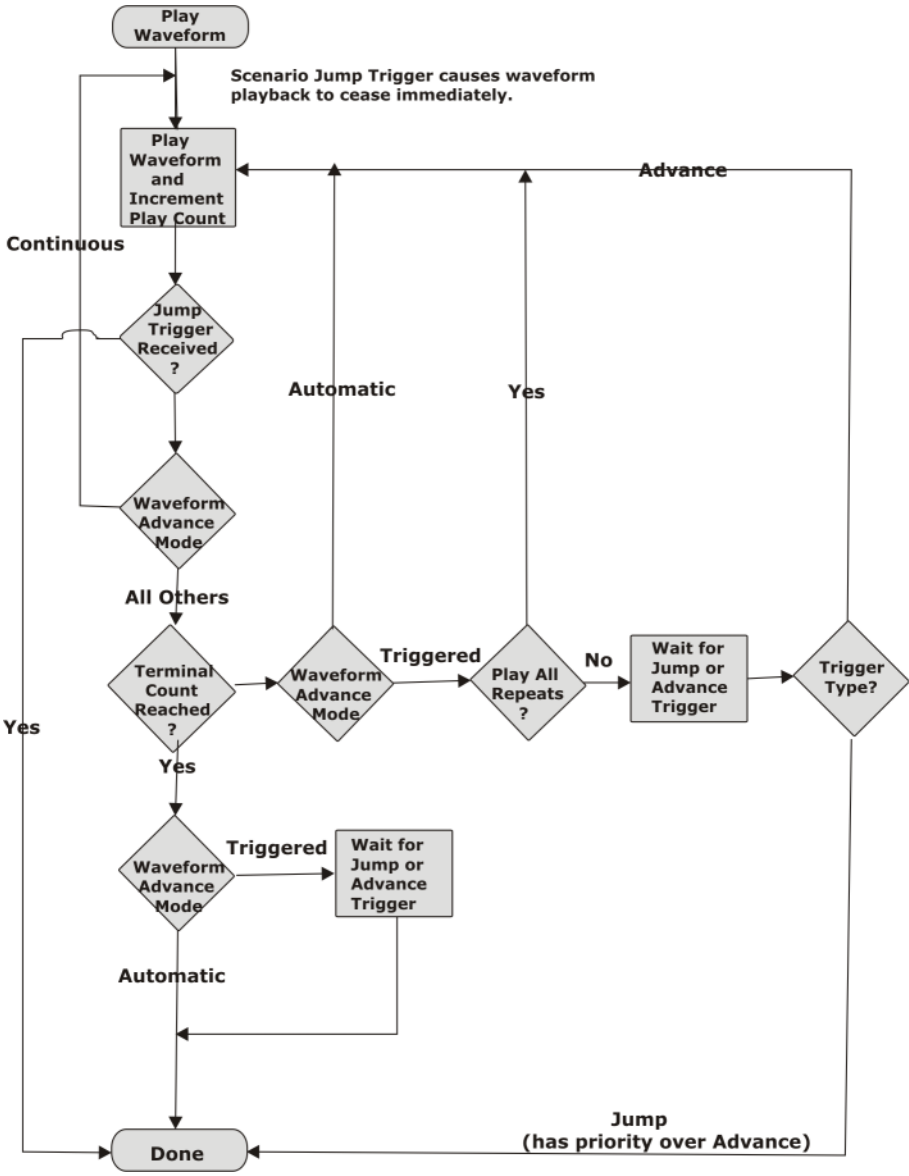 Play
Waveform
Scenario Jump Trigger causes waveform
playback to cease immediately.
Play
Waveform
and
Increment
Play Count
Advance
Continuous
Jump
Trigger
Received
?
Automatic
Yes
Waveform
Advance
Mode
All Others
Terminal
Count
Reached
?
Waveform
Advance
Mode
Triggered
Play All
Repeats
?
No
Wait for
Jump or
Advance
Trigger
Trigger
Type?
Yes
Yes
Waveform
Advance
Mode
Triggered
Wait for
Jump or
Advance
Trigger
Automatic
Jump
(has priority over Advance)
Done